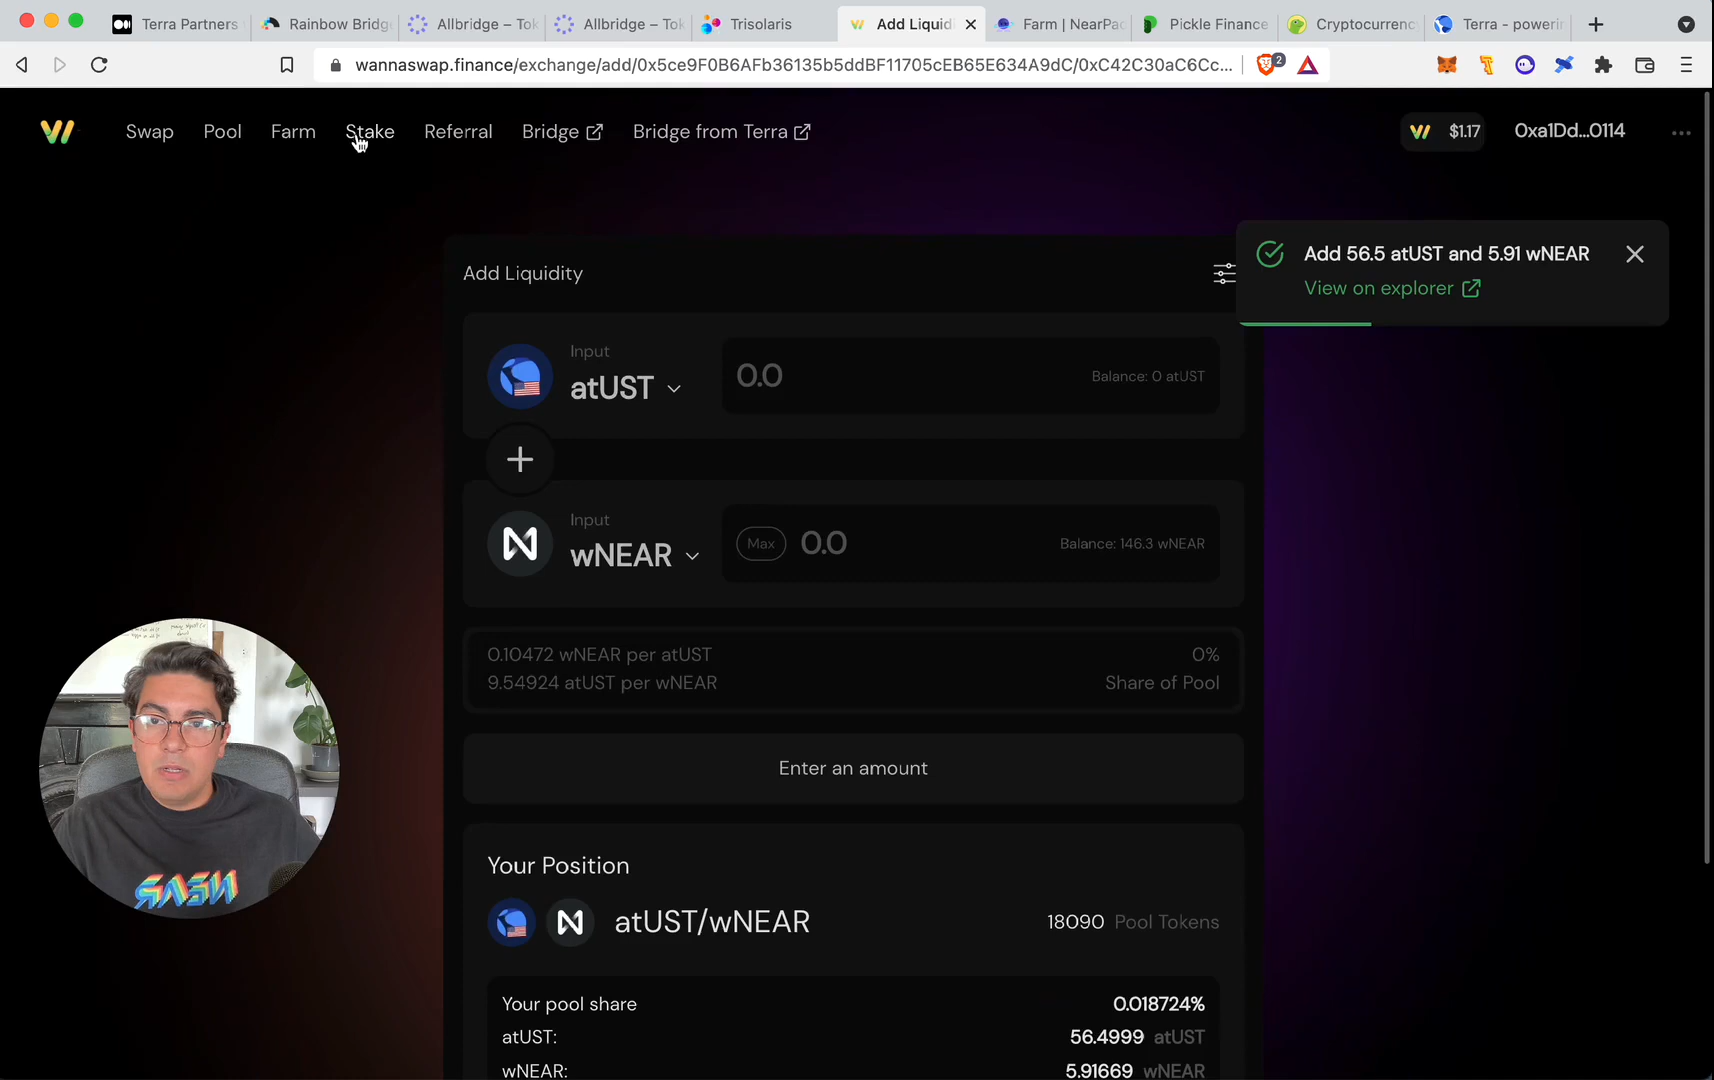 Terra Partners
Rainbow Bridge
Allbridge – Tok
Allbridge – Tok
Trisolaris
Add Liquidi
Farm | NearPac
Pickle Finance
Cryptocurrenc
Terra - powerin
wannaswap.finance/exchange/add/0x5ce9F0B6AFb36135b5ddBF11705cEB65E634A9dC/0xC42C30aC6Cc...
2
Swap
Pool
Farm
Stake
Referral
Bridge
Bridge from Terra
$1.17
0xa1Dd...0114
Add 56.5 atUST and 5.91 wNEAR
View on explorer
Add Liquidity
Input
atUST
0.0
Balance: 0 atUST
Input
wNEAR
Max
0.0
Balance: 146.3 wNEAR
0.10472 wNEAR per atUST
0%
9.54924 atUST per wNEAR
Share of Pool
Enter an amount
Your Position
atUST/wNEAR
18090 Pool Tokens
Your pool share
0.018724%
atUST:
56.4999 atUST
wNEAR:
5.91669 wNEAR